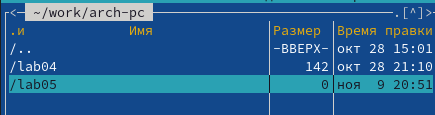 ~/work/arch-pc .[^]>
.и Имя Размер Время правки
/.. -ВВЕРХ- окт 28 15:01
/lab04 142 окт 28 21:10
/lab05 0 ноя 9 20:51